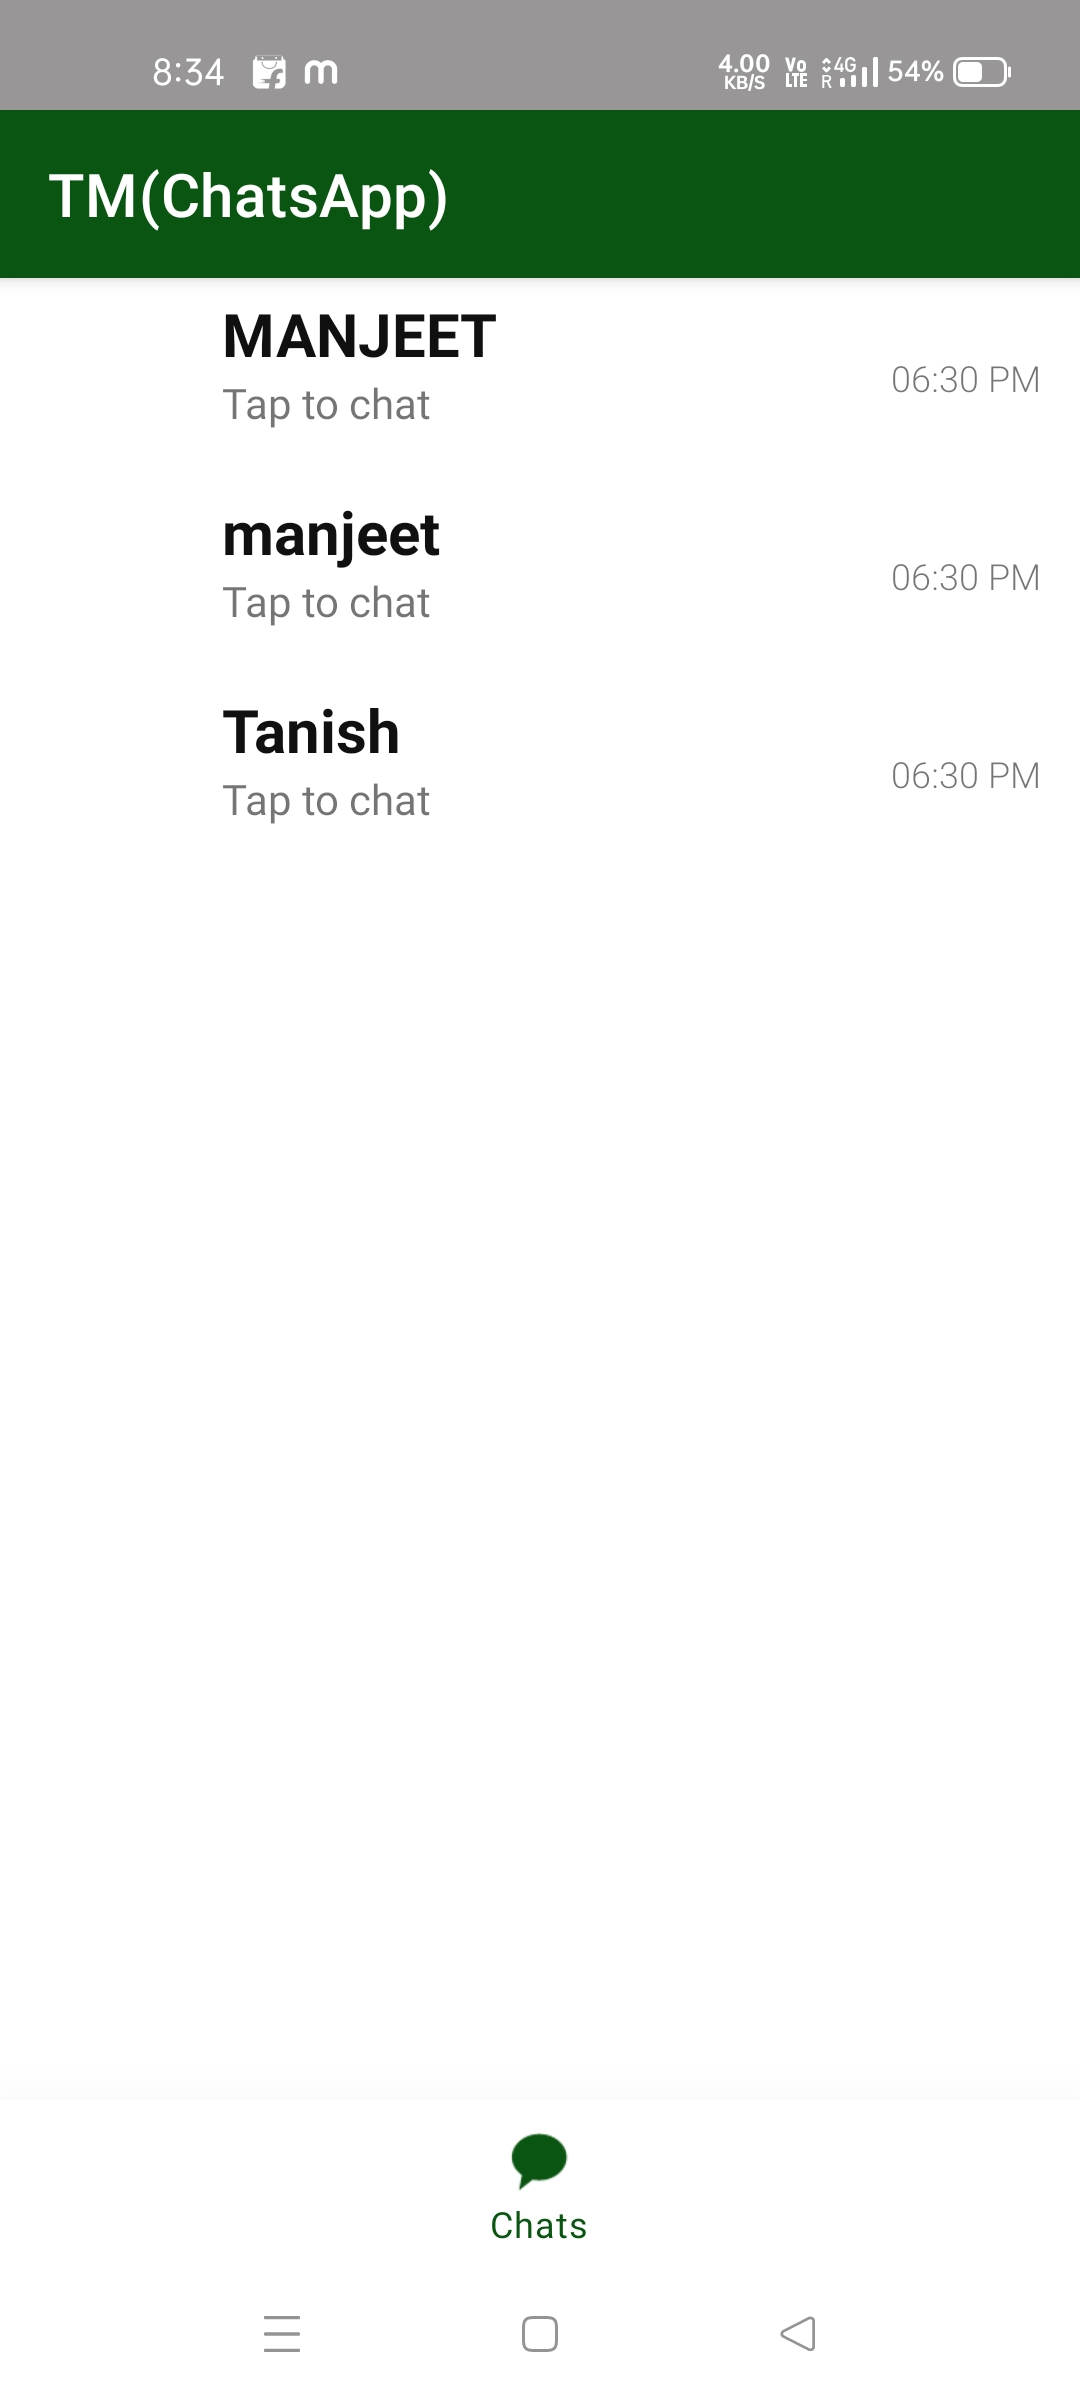 8:34 m 4.00 KB/S Vo LTE 4G R 54%
TM(ChatsApp)
MANJEET
Tap to chat
06:30 PM
manjeet
Tap to chat
06:30 PM
Tanish
Tap to chat
06:30 PM
Chats